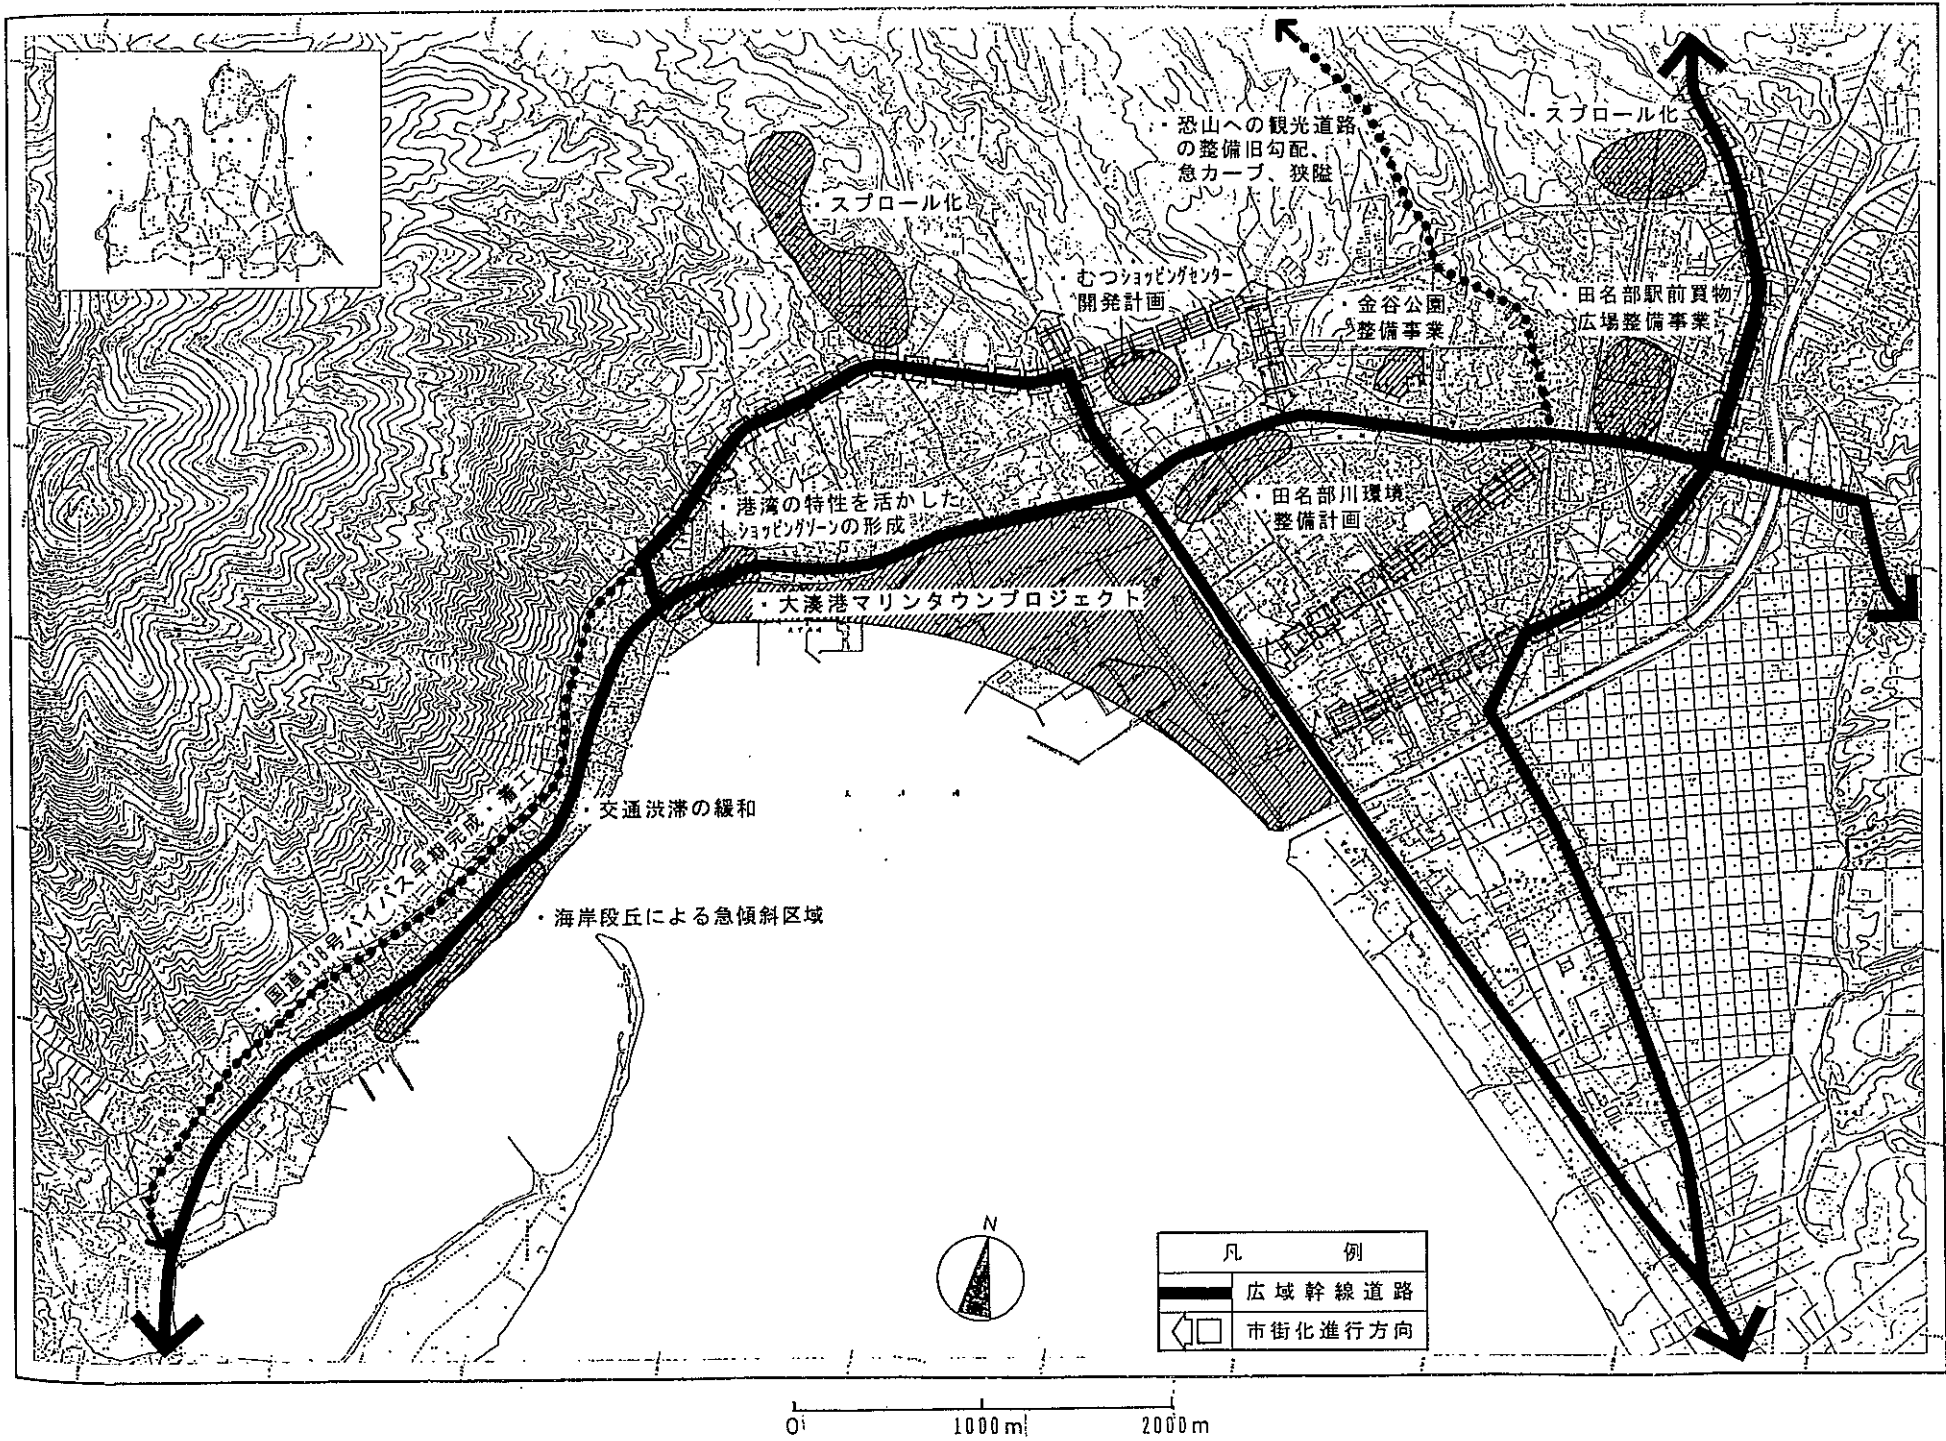 ・恐山への観光道路
の整備旧勾配、
急カーブ、狭隘
・スプロール化
・スプロール化
・むつショッピングセンター
開発計画
・金谷公園
整備事業
・田名部駅前買物
広場整備事業
・港湾の特性を活かした
ショッピングゾーンの形成
・田名部川環境
整備計画
・大湊港マリンタウンプロジェクト
・国道338号バイパス早期完成・着工
・交通渋滞の緩和
・海岸段丘による急傾斜区域
N
凡例
広域幹線道路
市街化進行方向
0
1000m
2000m